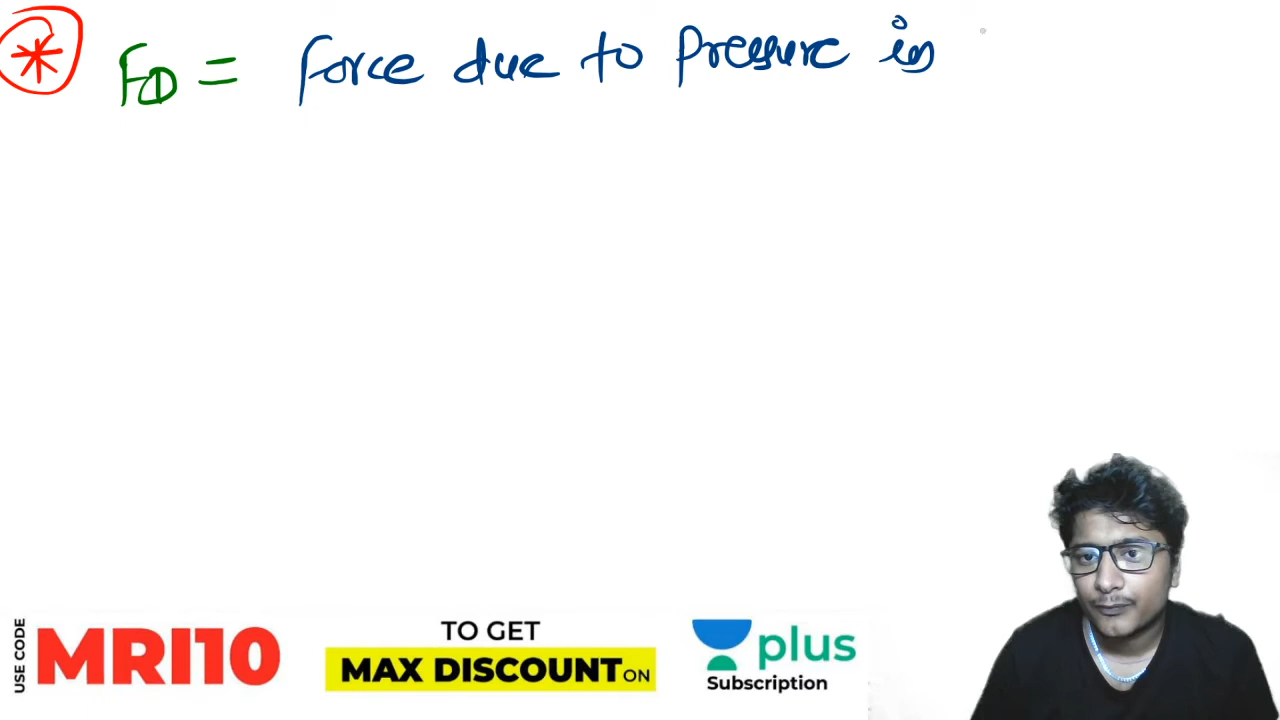 * FD = Force due to Pressure in
USE CODE
MRI10
TO GET
MAX DISCOUNT ON
plus
Subscription